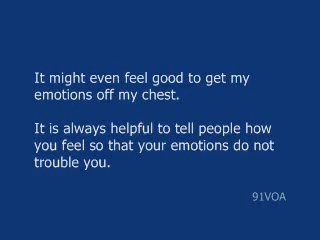 It might even feel good to get my
emotions off my chest.
It is always helpful to tell people how
you feel so that your emotions do not
trouble you.
91VOA